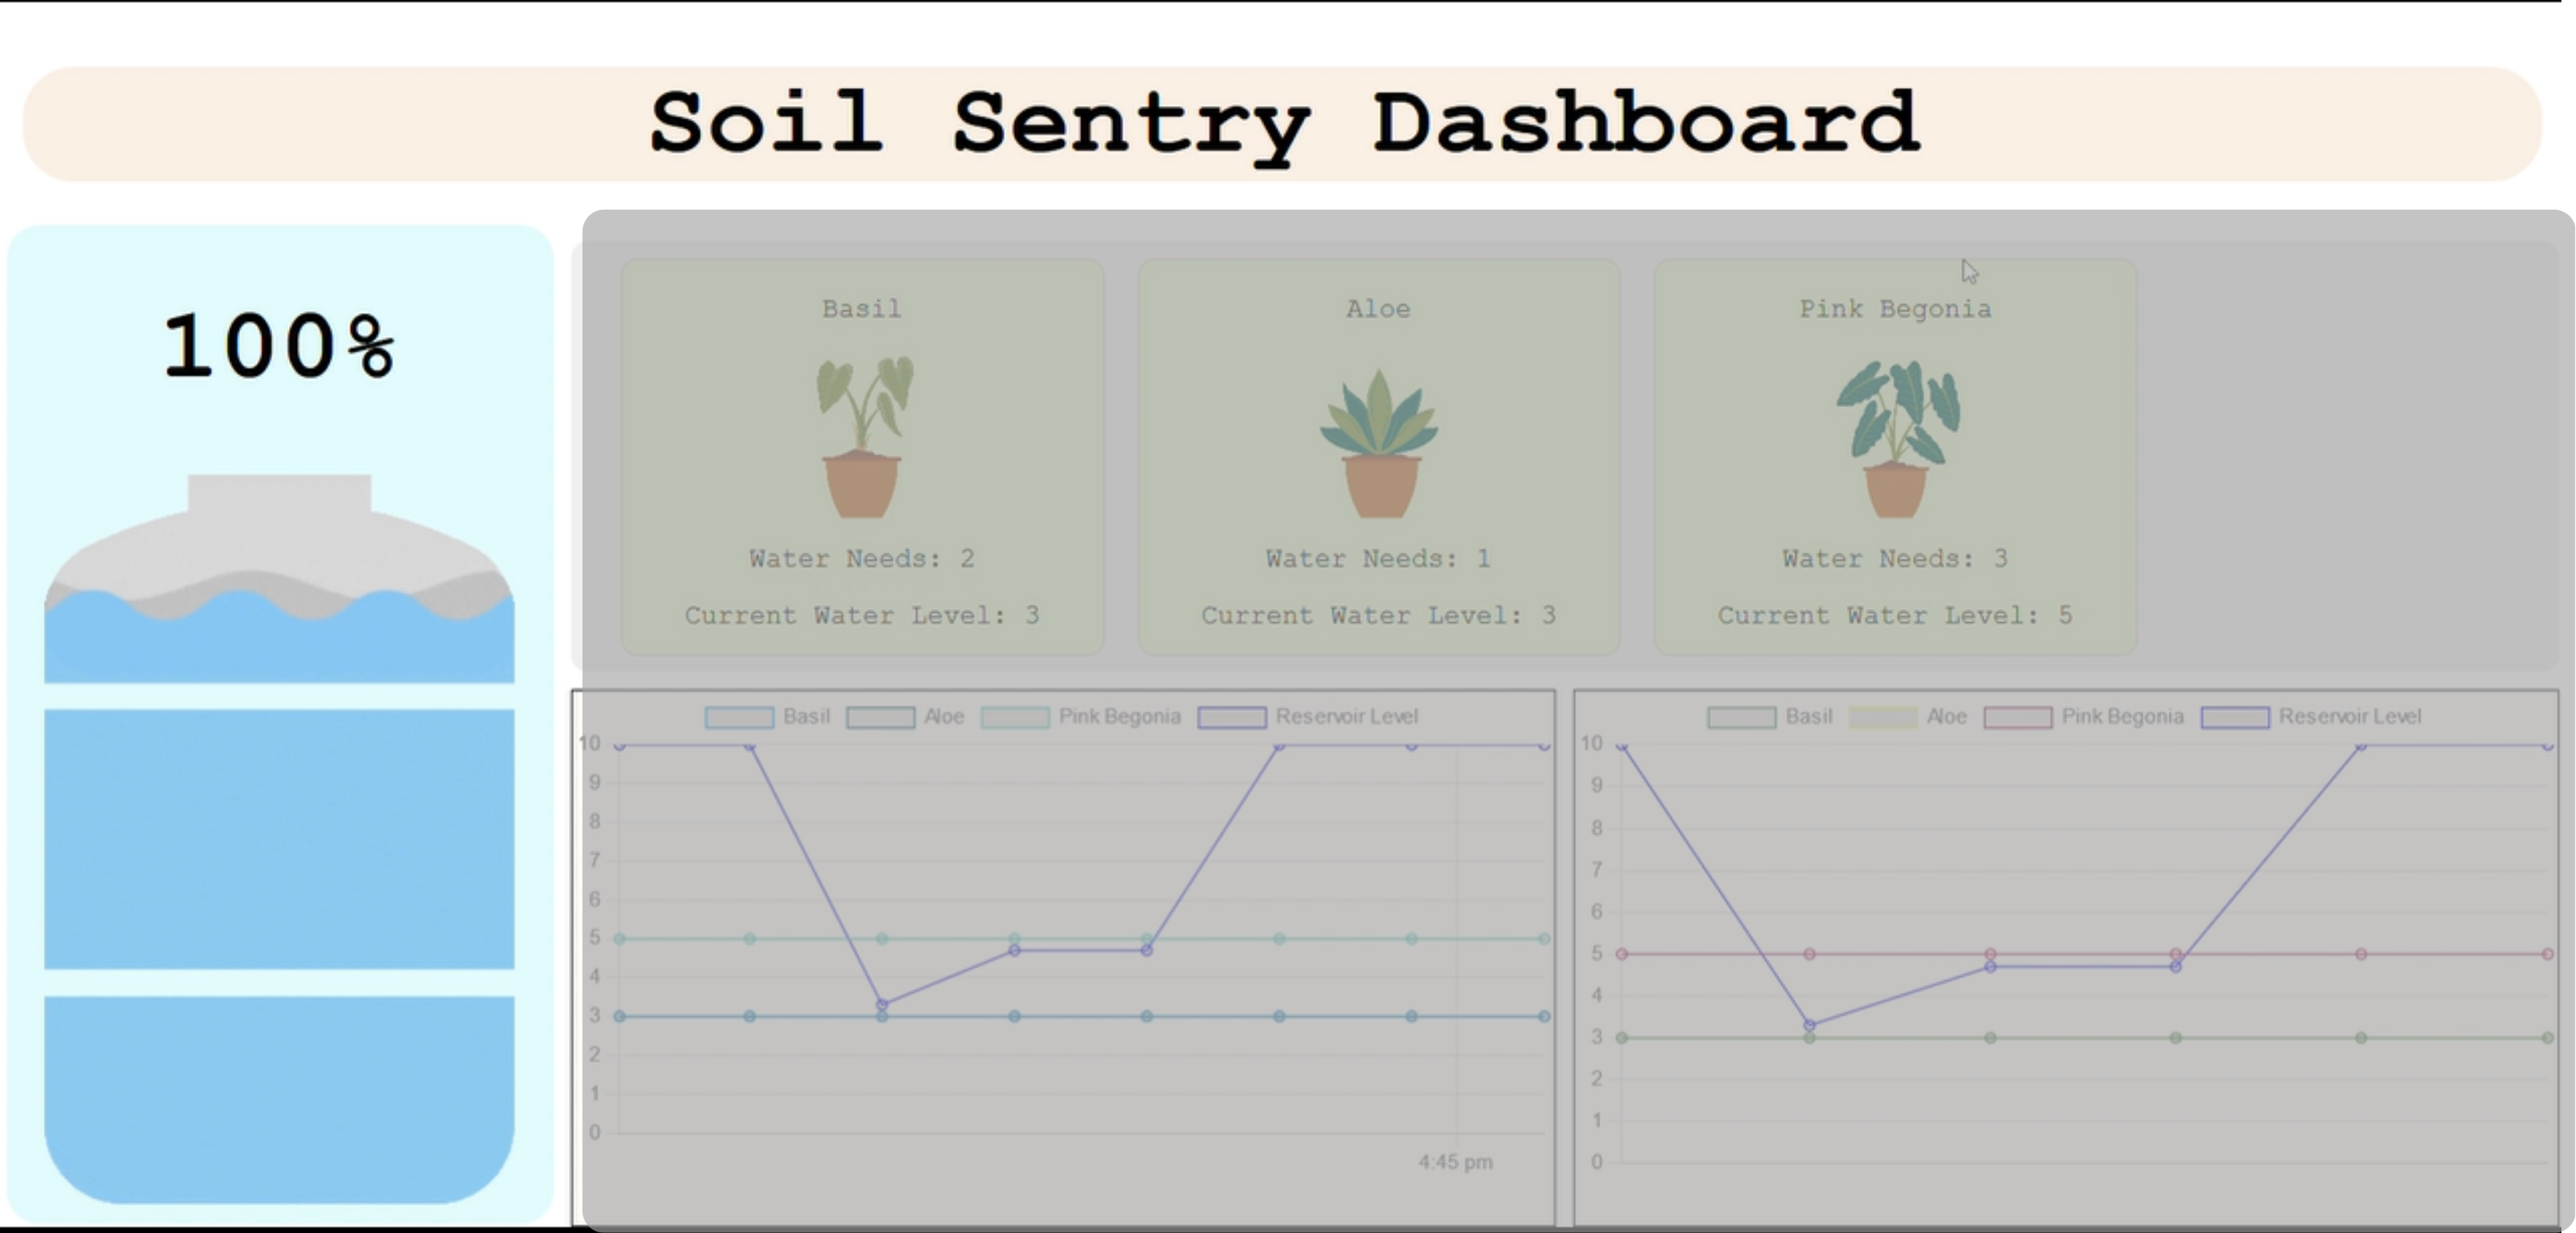 Soil Sentry Dashboard
100%
Basil
Water Needs: 2
Current Water Level: 3
Aloe
Water Needs: 1
Current Water Level: 3
Pink Begonia
Water Needs: 3
Current Water Level: 5
Basil Aloe Pink Begonia Reservoir Level
10
9
8
7
6
5
4
3
2
1
0
4:45 pm
Basil Aloe Pink Begonia Reservoir Level
10
9
8
7
6
5
4
3
2
1
0